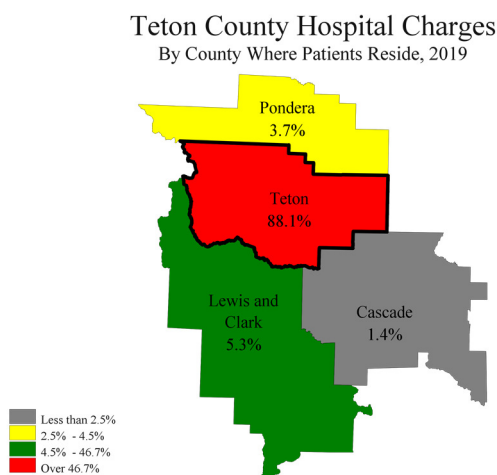 Teton County Hospital Charges
By County Where Patients Reside, 2019
Pondera
3.7%
Teton
88.1%
Lewis and
Clark
5.3%
Cascade
1.4%
Less than 2.5%
2.5% - 4.5%
4.5% - 46.7%
Over 46.7%